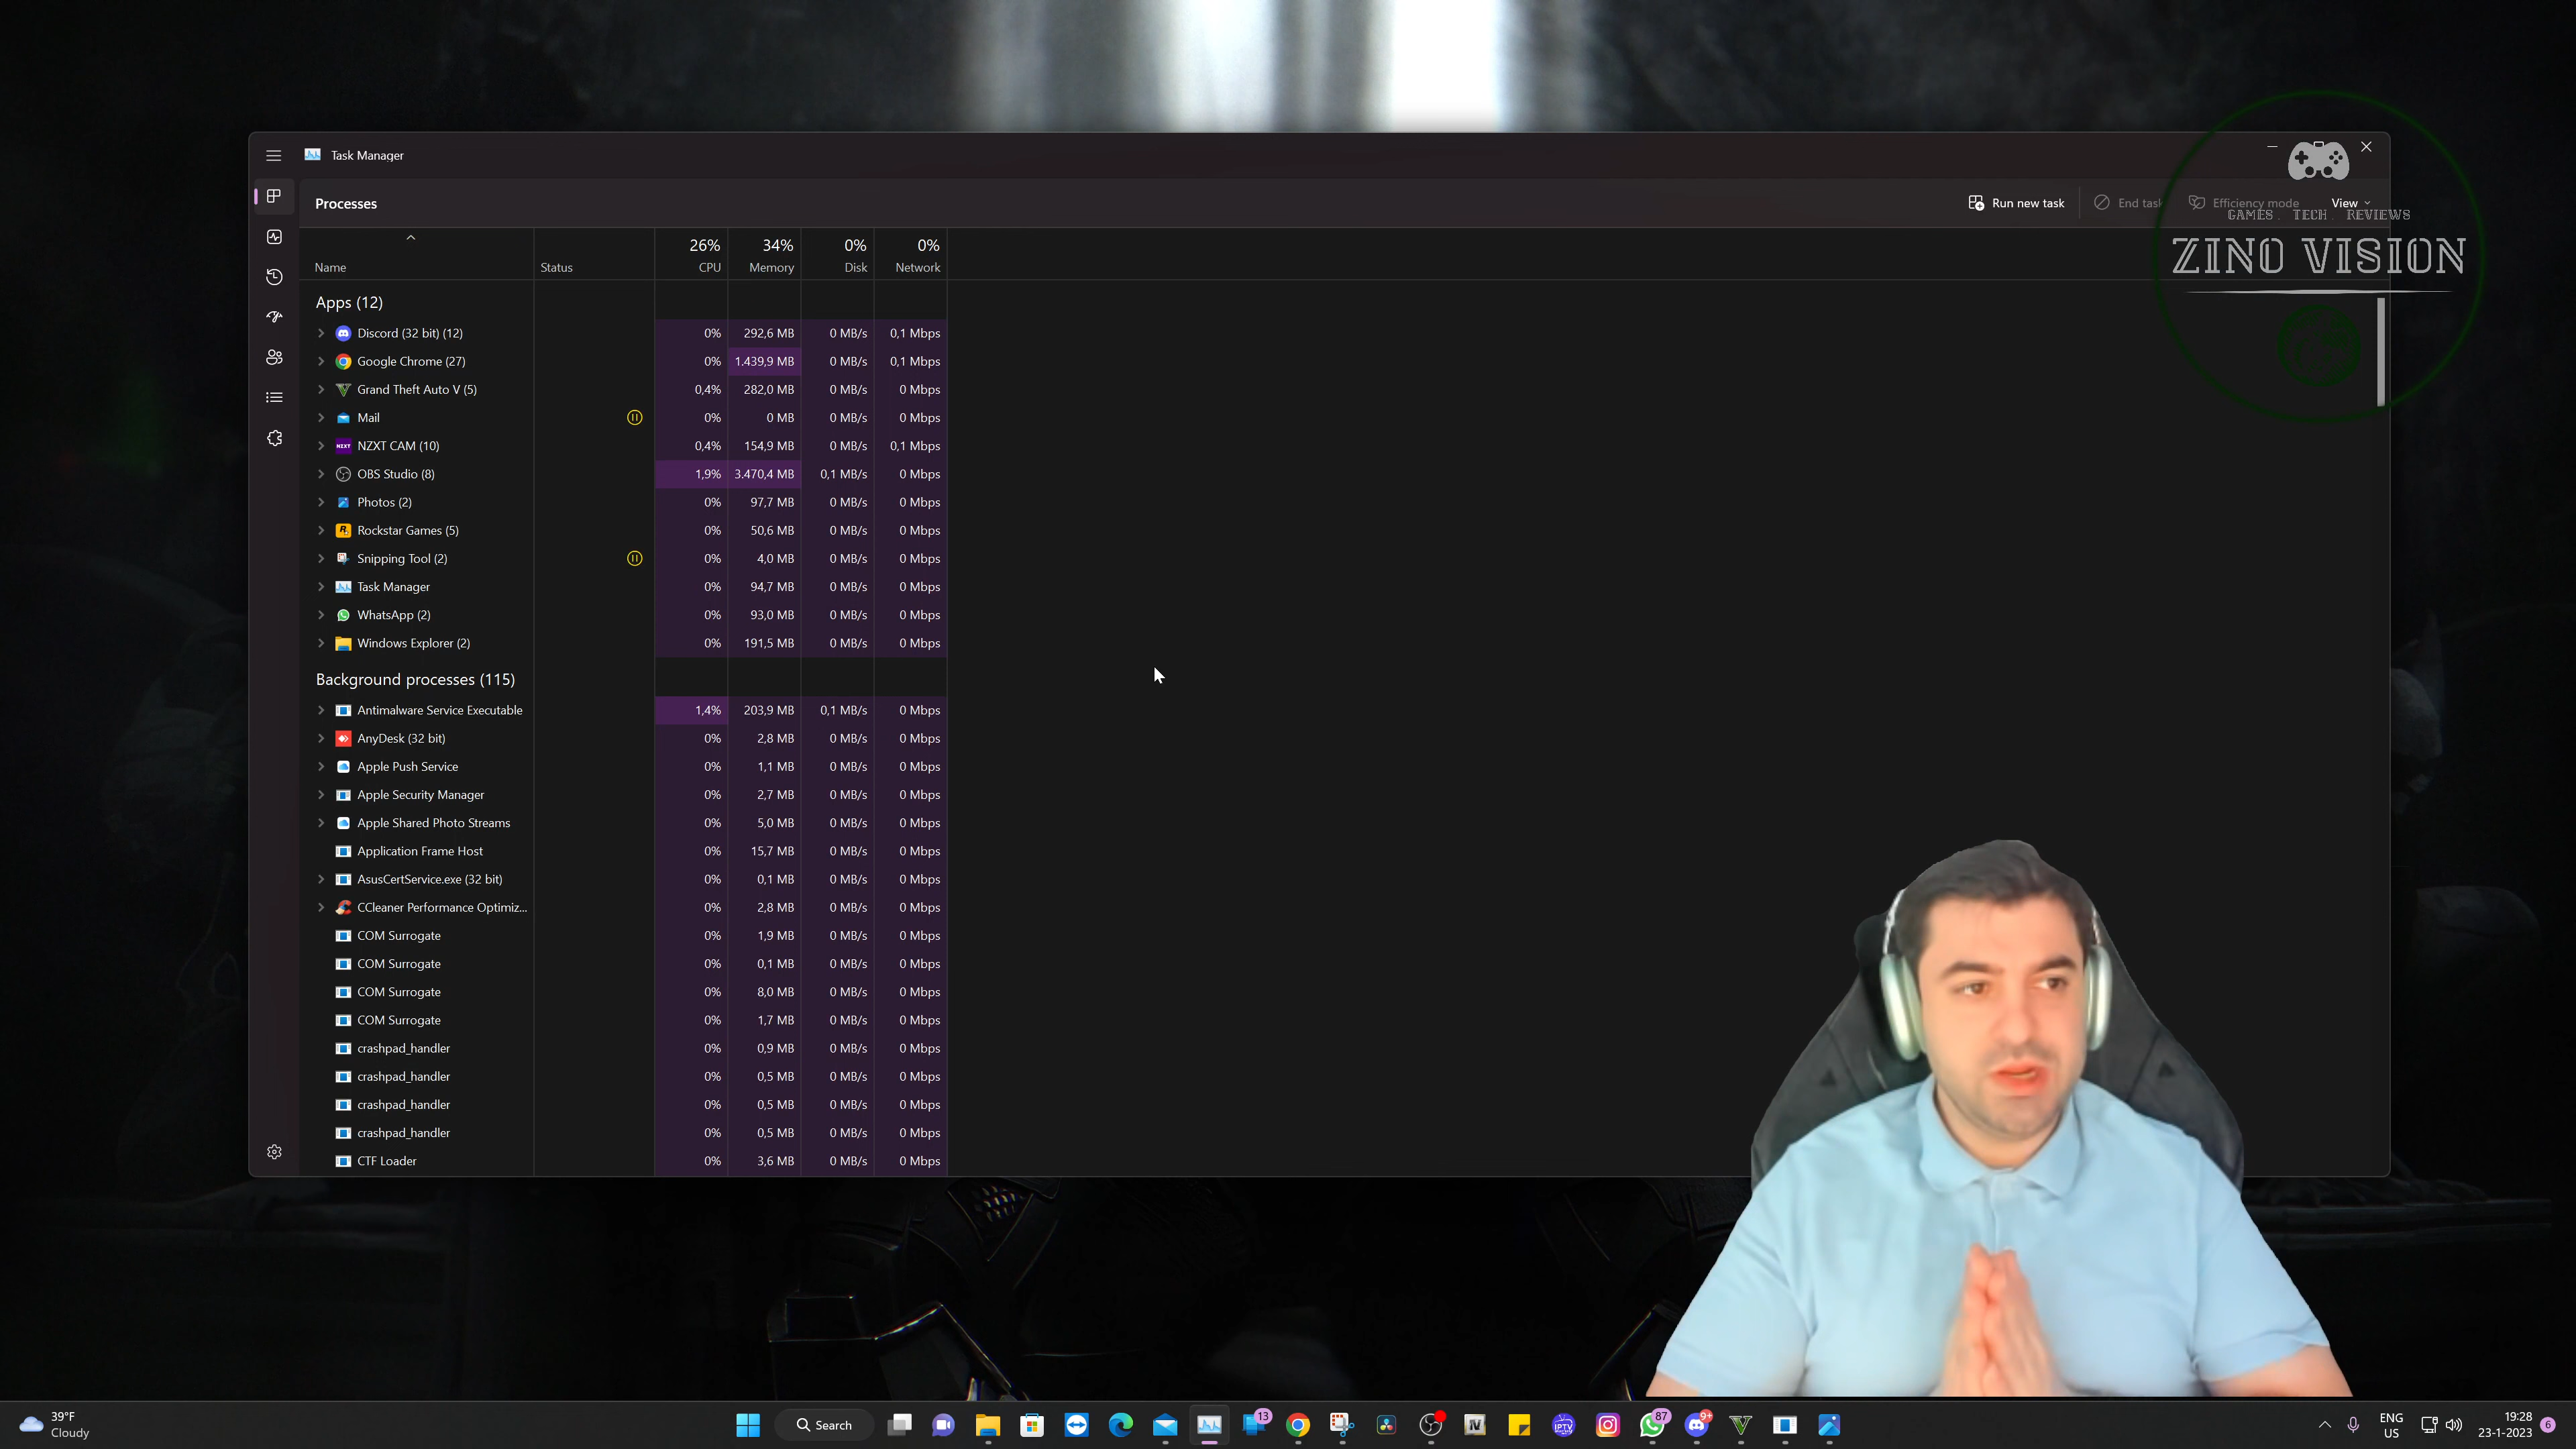 Task Manager
Processes
Run new task
End task
Efficiency mode
View
GAMES . TECH . REVIEWS
ZINO VISION
Name Status 26% CPU 34% Memory 0% Disk 0% Network
Apps (12)
Discord (32 bit) (12) 0% 292,6 MB 0 MB/s 0,1 Mbps
Google Chrome (27) 0% 1.439,9 MB 0 MB/s 0,1 Mbps
Grand Theft Auto V (5) 0,4% 282,0 MB 0 MB/s 0 Mbps
Mail 0% 0 MB 0 MB/s 0 Mbps
NZXT NZXT CAM (10) 0,4% 154,9 MB 0 MB/s 0,1 Mbps
OBS Studio (8) 1,9% 3.470,4 MB 0,1 MB/s 0 Mbps
Photos (2) 0% 97,7 MB 0 MB/s 0 Mbps
Rockstar Games (5) 0% 50,6 MB 0 MB/s 0 Mbps
Snipping Tool (2) 0% 4,0 MB 0 MB/s 0 Mbps
Task Manager 0% 94,7 MB 0 MB/s 0 Mbps
WhatsApp (2) 0% 93,0 MB 0 MB/s 0 Mbps
Windows Explorer (2) 0% 191,5 MB 0 MB/s 0 Mbps
Background processes (115)
Antimalware Service Executable 1,4% 203,9 MB 0,1 MB/s 0 Mbps
AnyDesk (32 bit) 0% 2,8 MB 0 MB/s 0 Mbps
Apple Push Service 0% 1,1 MB 0 MB/s 0 Mbps
Apple Security Manager 0% 2,7 MB 0 MB/s 0 Mbps
Apple Shared Photo Streams 0% 5,0 MB 0 MB/s 0 Mbps
Application Frame Host 0% 15,7 MB 0 MB/s 0 Mbps
AsusCertService.exe (32 bit) 0% 0,1 MB 0 MB/s 0 Mbps
CCleaner Performance Optimiz... 0% 2,8 MB 0 MB/s 0 Mbps
COM Surrogate 0% 1,9 MB 0 MB/s 0 Mbps
COM Surrogate 0% 0,1 MB 0 MB/s 0 Mbps
COM Surrogate 0% 8,0 MB 0 MB/s 0 Mbps
COM Surrogate 0% 1,7 MB 0 MB/s 0 Mbps
crashpad_handler 0% 0,9 MB 0 MB/s 0 Mbps
crashpad_handler 0% 0,5 MB 0 MB/s 0 Mbps
crashpad_handler 0% 0,5 MB 0 MB/s 0 Mbps
crashpad_handler 0% 0,5 MB 0 MB/s 0 Mbps
CTF Loader 0% 3,6 MB 0 MB/s 0 Mbps
39°F
Cloudy
Search
13
IV
IPTV
87
9+
ENG
US
19:28
23-1-2023
6